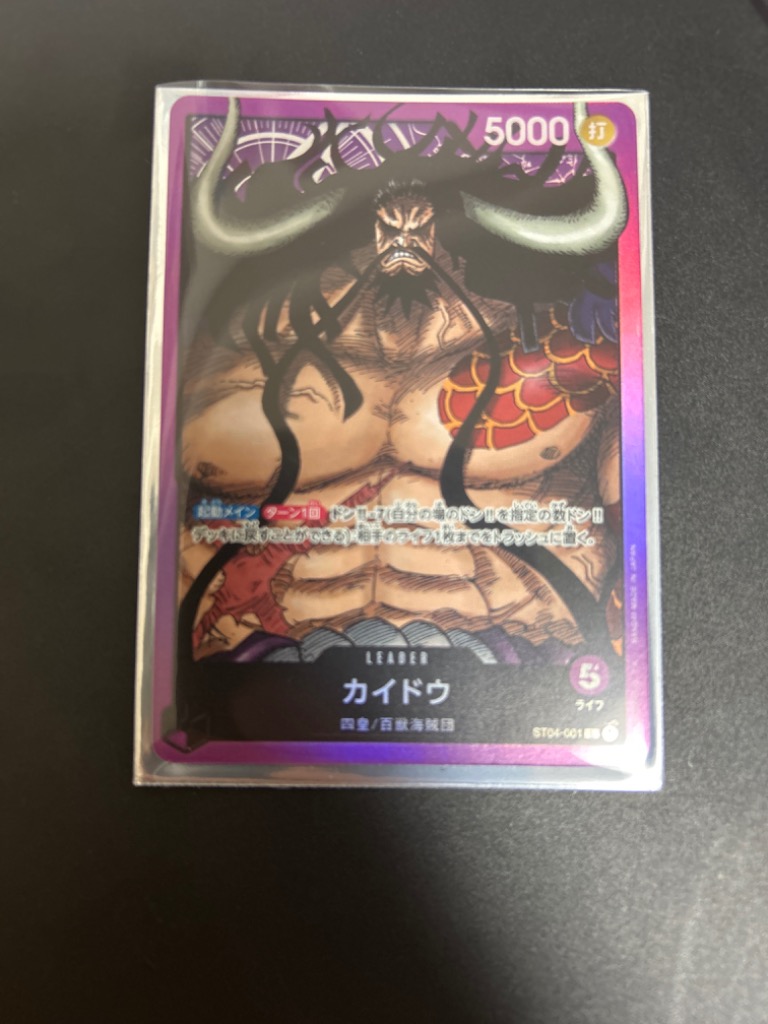 5000 打
起動メイン ターン1回 ドン!!-7(自分の場のドン!!を指定の数ドン!!
デッキに戻すことができる):相手のライフ1枚までをトラッシュに置く。
LEADER
カイドウ
5
ライフ
四皇/百獣海賊団
ST04-001